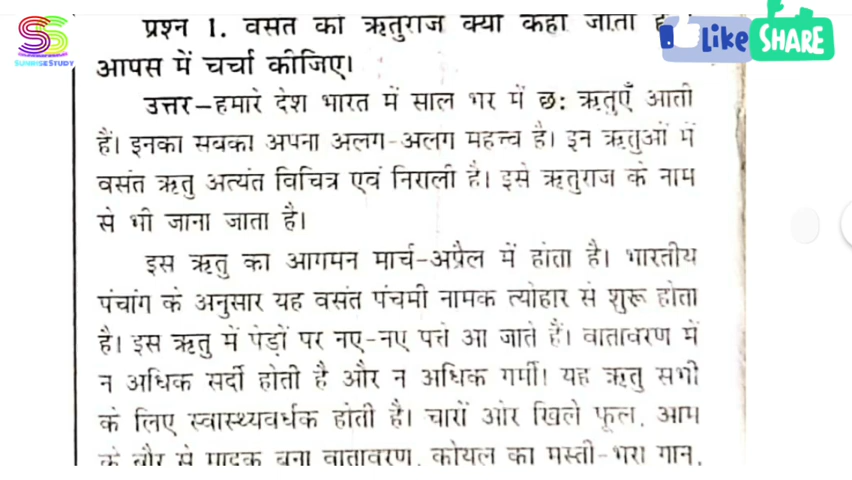 प्रश्न 1. वसंत को ऋतुराज क्यों कहा जाता है?
आपस में चर्चा कीजिए।
Like SHARE
SS
SUNRISE STUDY
उत्तर–हमारे देश भारत में साल भर में छः ऋतुएँ आती
हैं। इनका सबका अपना अलग-अलग महत्त्व है। इन ऋतुओं में
वसंत ऋतु अत्यंत विचित्र एवं निराली है। इसे ऋतुराज के नाम
से भी जाना जाता है।
इस ऋतु का आगमन मार्च-अप्रैल में होता है। भारतीय
पंचांग के अनुसार यह वसंत पंचमी नामक त्योहार से शुरू होता
है। इस ऋतु में पेड़ों पर नए-नए पत्ते आ जाते हैं। वातावरण में
न अधिक सर्दी होती है और न अधिक गर्मी। यह ऋतु सभी
के लिए स्वास्थ्यवर्धक होती है। चारों ओर खिले फूल, आम
के बौर से मादक बना वातावरण, कोयल का मस्ती-भरा गान,